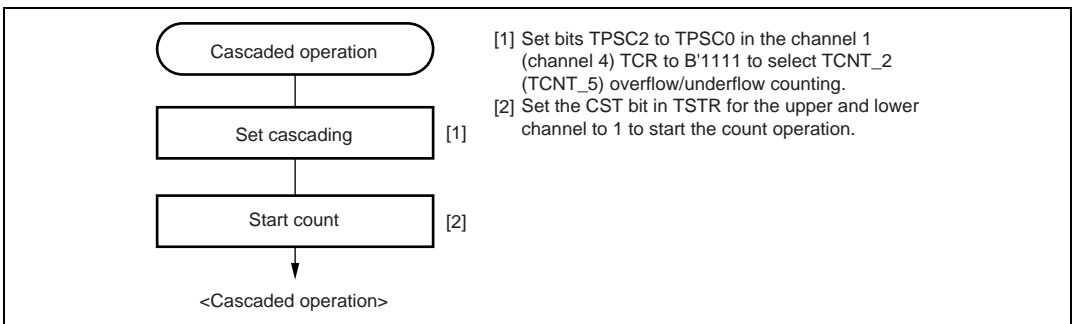 Cascaded operation
Set cascading
[1]
Start count
[2]
<Cascaded operation>
[1] Set bits TPSC2 to TPSC0 in the channel 1
(channel 4) TCR to B'1111 to select TCNT_2
(TCNT_5) overflow/underflow counting.
[2] Set the CST bit in TSTR for the upper and lower
channel to 1 to start the count operation.